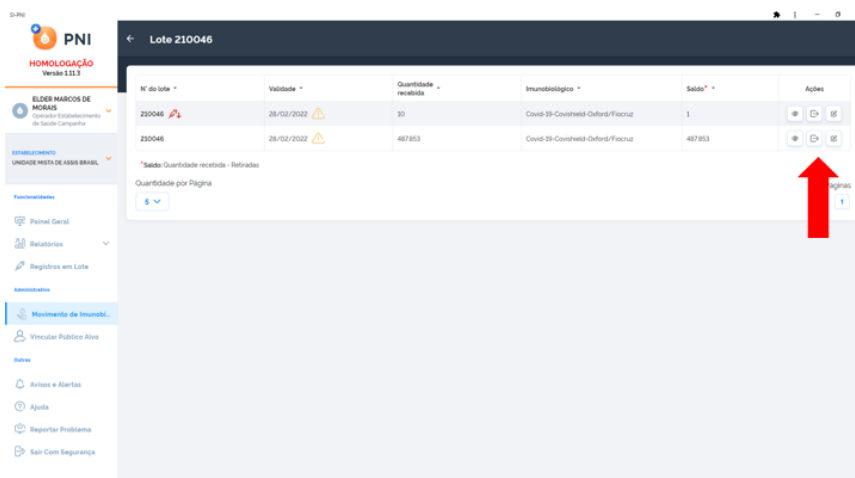 SI-PNI
PNI
HOMOLOGAÇÃO
Versão 1.11.3
ELDER MARCOS DE
MORAIS
Operador Estabelecimento
de Saúde Campanha
ESTABELECIMENTO:
UNIDADE MISTA DE ASSIS BRASIL
Funcionalidades
Painel Geral
Relatórios
Registros em Lote
Administrativo
Movimento de Imunobi...
Vincular Público Alvo
Outros
Avisos e Alertas
Ajuda
Reportar Problema
Sair Com Segurança
Lote 210046
N° do lote Validade Quantidade recebida Imunobiológico Saldo* Ações
210046 28/02/2022 10 Covid-19-Covishield-Oxford/Fiocruz 1
210046 28/02/2022 487853 Covid-19-Covishield-Oxford/Fiocruz 487853
*Saldo: Quantidade recebida - Retiradas
Quantidade por Página
5
1